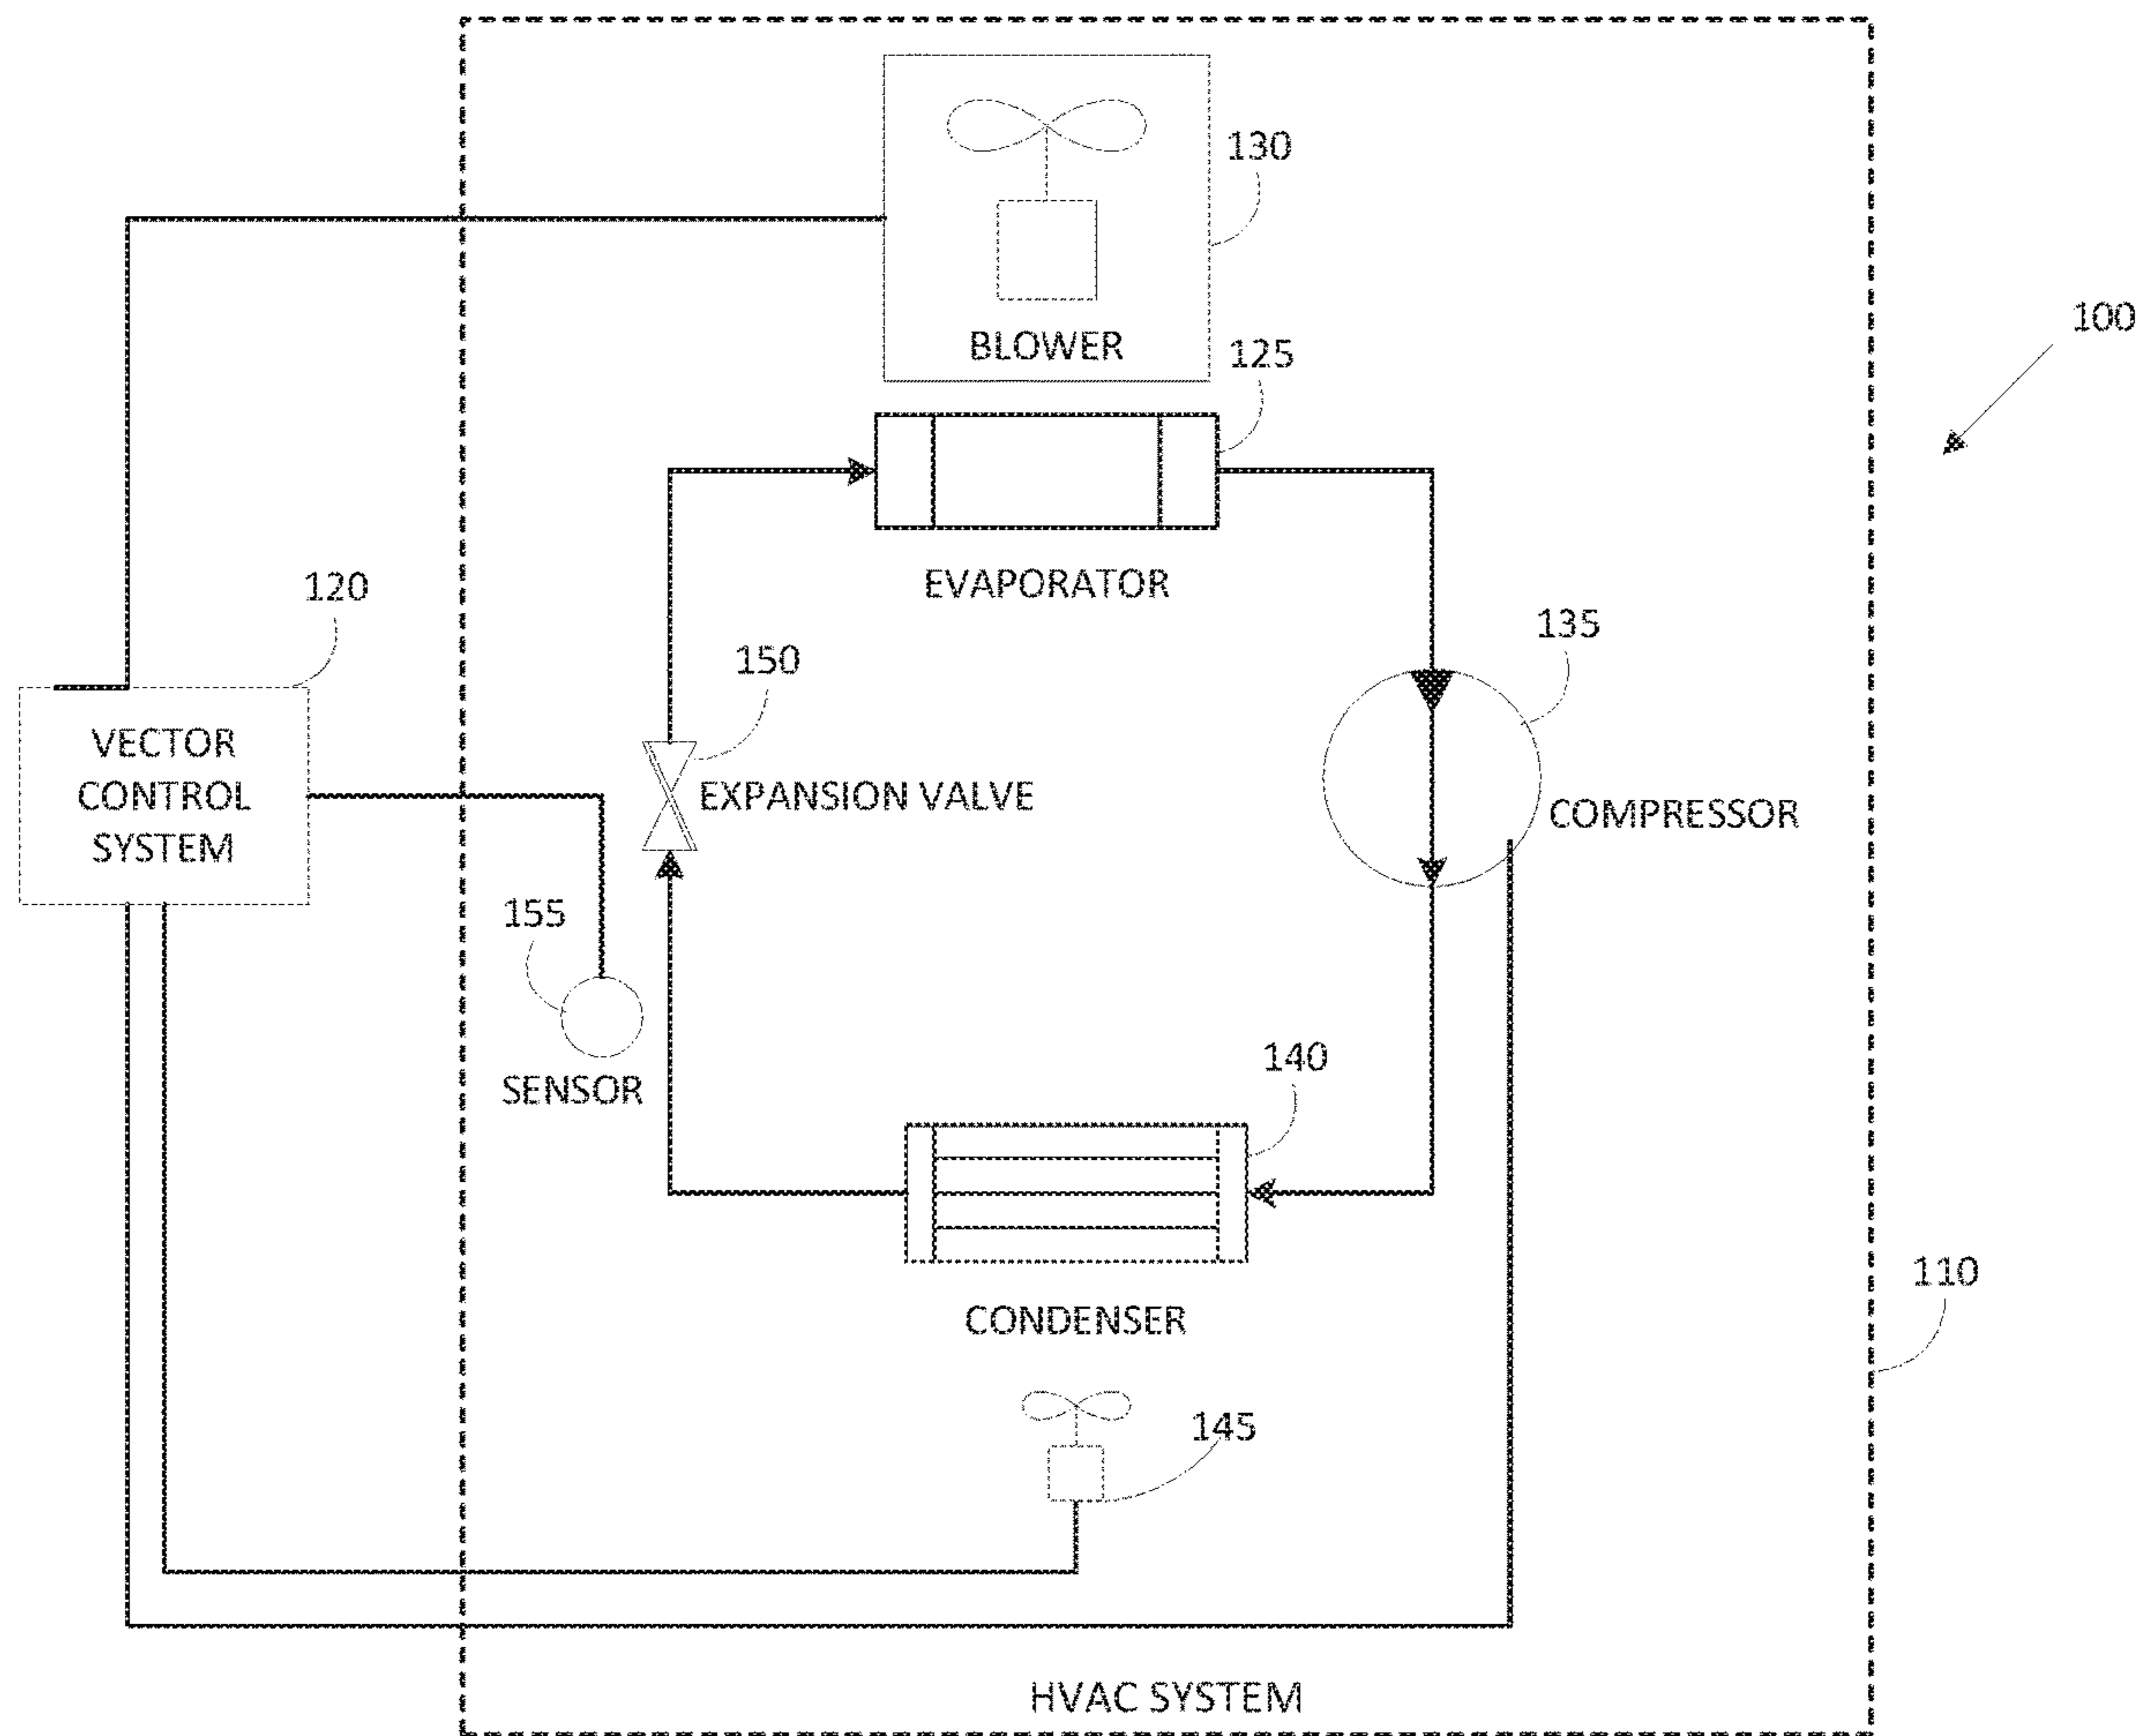 130
100
BLOWER
125
EVAPORATOR
120
135
150
VECTOR
CONTROL
SYSTEM
EXPANSION VALVE
COMPRESSOR
155
SENSOR
140
110
CONDENSER
145
HVAC SYSTEM